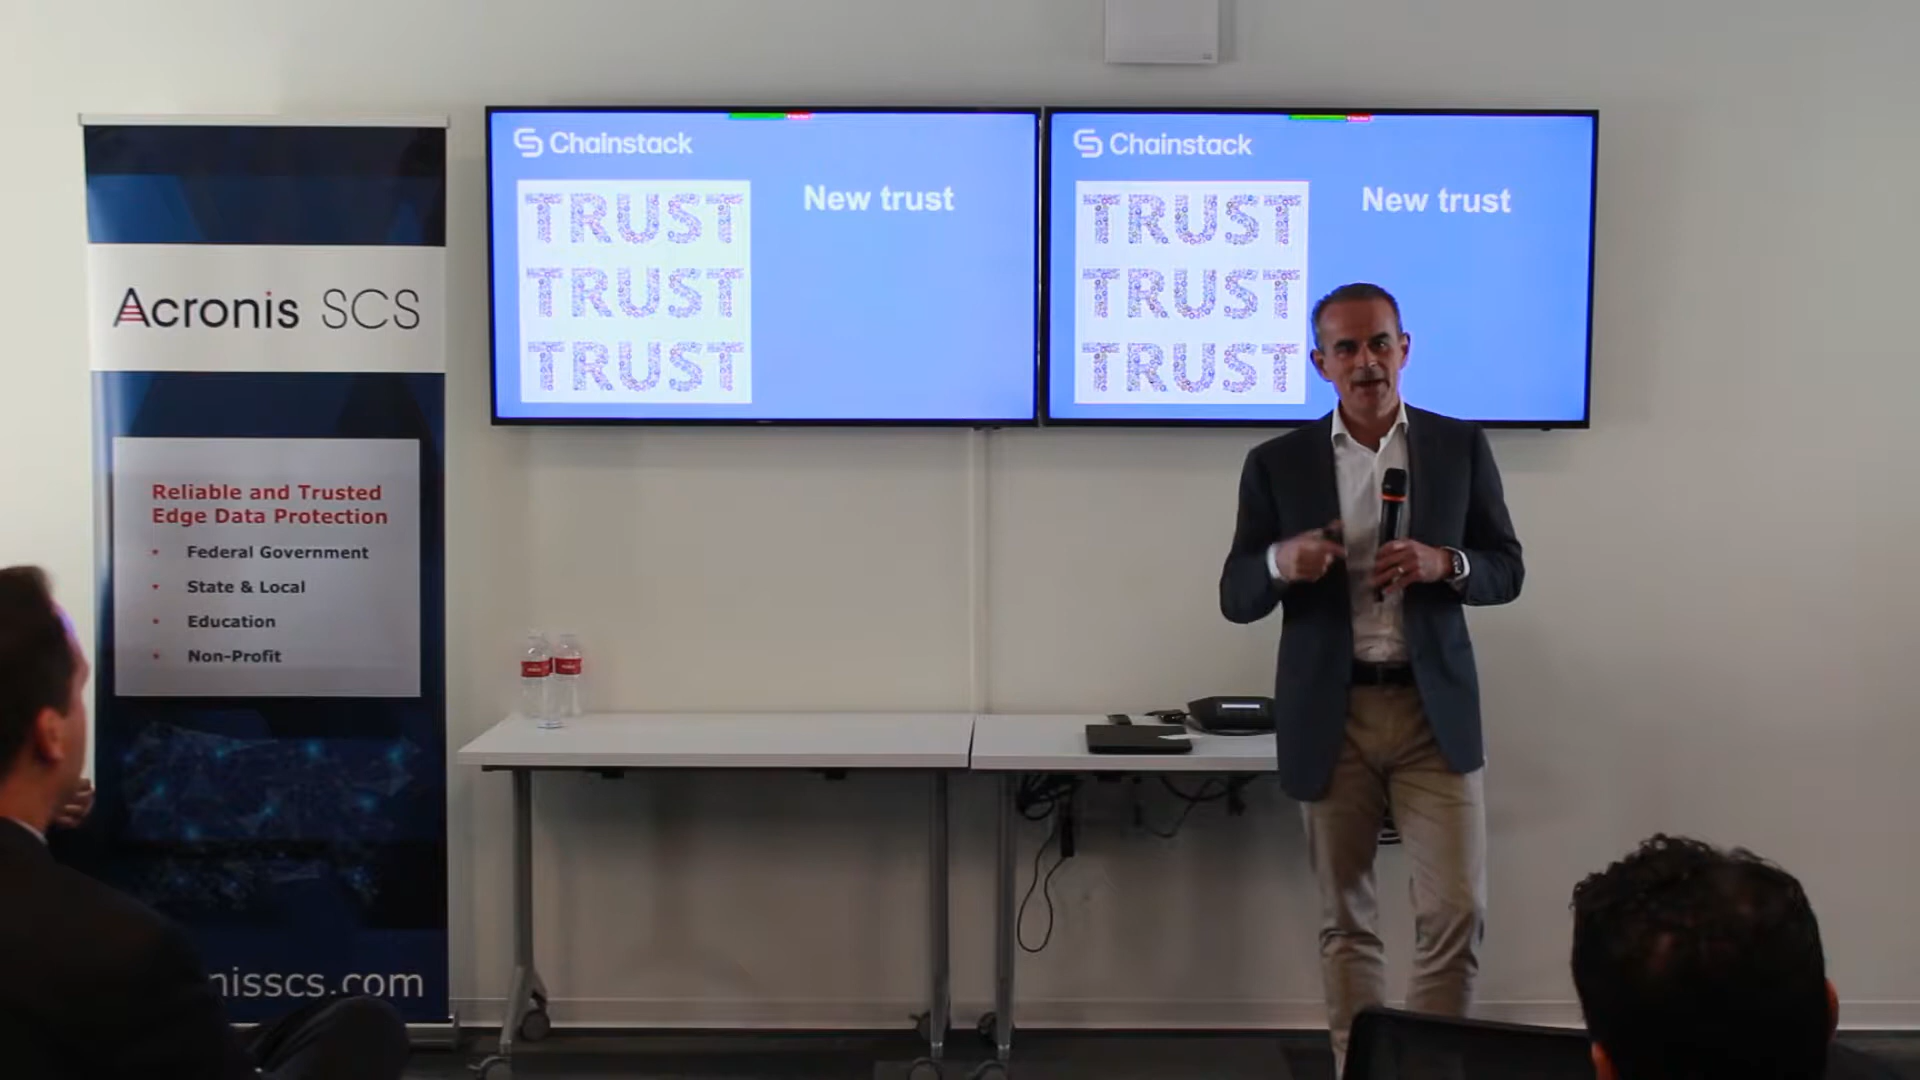 Acronis SCS
Reliable and Trusted
Edge Data Protection
• Federal Government
• State & Local
• Education
• Non-Profit
nisscs.com
Chainstack
New trust
TRUST
TRUST
TRUST
Chainstack
New trust
TRUST
TRUST
TRUST